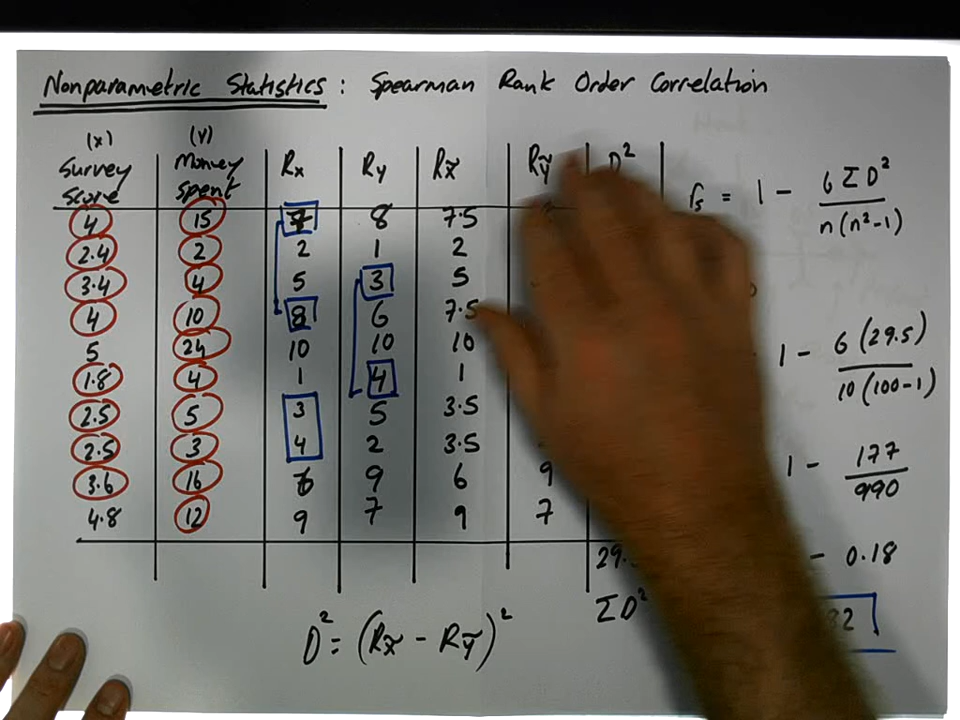 Nonparametric Statistics : Spearman Rank Order Correlation
(x) (y)
Survey score Money spent Rx Ry Rx̃ Rỹ D²
4 15 7 8 7.5
2.4 2 2 1 2
3.4 4 5 3 5
4 10 8 6 7.5
5 24 10 10 10
1.8 4 1 4 1
2.5 5 3 5 3.5
2.5 3 4 2 3.5
3.6 16 6 9 6 9
4.8 12 9 7 9 7
29.
ΣD²
D² = (Rx̃ - Rỹ)²
rs = 1 - 6ΣD² / n(n²-1)
1 - 6(29.5) / 10(100-1)
1 - 177 / 990
- 0.18
82